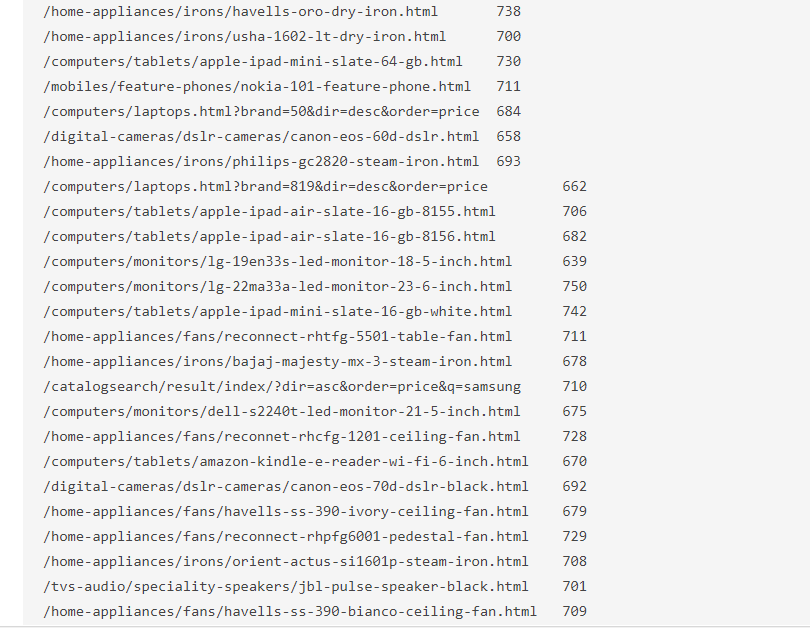 /home-appliances/irons/havells-oro-dry-iron.html 738
/home-appliances/irons/usha-1602-lt-dry-iron.html 700
/computers/tablets/apple-ipad-mini-slate-64-gb.html 730
/mobiles/feature-phones/nokia-101-feature-phone.html 711
/computers/laptops.html?brand=50&dir=desc&order=price 684
/digital-cameras/dslr-cameras/canon-eos-60d-dslr.html 658
/home-appliances/irons/philips-gc2820-steam-iron.html 693
/computers/laptops.html?brand=819&dir=desc&order=price 662
/computers/tablets/apple-ipad-air-slate-16-gb-8155.html 706
/computers/tablets/apple-ipad-air-slate-16-gb-8156.html 682
/computers/monitors/lg-19en33s-led-monitor-18-5-inch.html 639
/computers/monitors/lg-22ma33a-led-monitor-23-6-inch.html 750
/computers/tablets/apple-ipad-mini-slate-16-gb-white.html 742
/home-appliances/fans/reconnect-rhtfg-5501-table-fan.html 711
/home-appliances/irons/bajaj-majesty-mx-3-steam-iron.html 678
/catalogsearch/result/index/?dir=asc&order=price&q=samsung 710
/computers/monitors/dell-s2240t-led-monitor-21-5-inch.html 675
/home-appliances/fans/reconnet-rhcfg-1201-ceiling-fan.html 728
/computers/tablets/amazon-kindle-e-reader-wi-fi-6-inch.html 670
/digital-cameras/dslr-cameras/canon-eos-70d-dslr-black.html 692
/home-appliances/fans/havells-ss-390-ivory-ceiling-fan.html 679
/home-appliances/fans/reconnect-rhpfg6001-pedestal-fan.html 729
/home-appliances/irons/orient-actus-si1601p-steam-iron.html 708
/tvs-audio/speciality-speakers/jbl-pulse-speaker-black.html 701
/home-appliances/fans/havells-ss-390-bianco-ceiling-fan.html 709